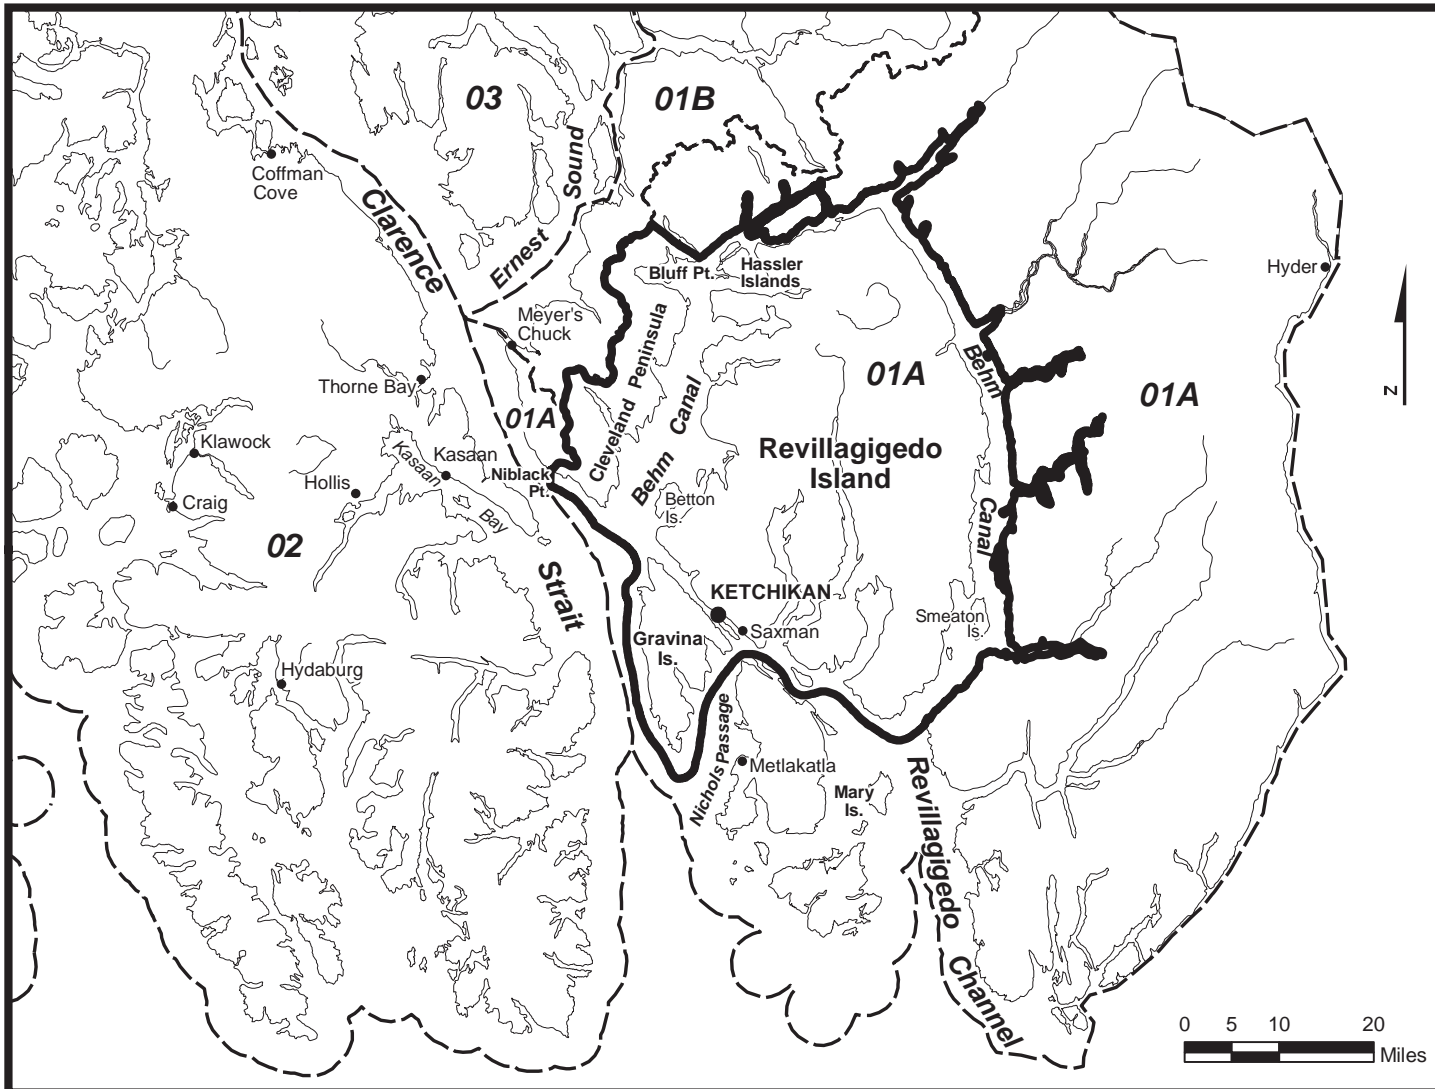 03
01B
Coffman
Cove
Clarence
Ernest
Sound
Bluff Pt.
Hassler
Islands
Hyder
Meyer's
Chuck
Thorne Bay
01A
Cleveland Peninsula
Behm Canal
01A
Behm
01A
N
Klawock
Kasaan
Kasaan
Bay
Niblack
Pt.
Hollis
Craig
Revillagigedo
Island
Betton
Is.
Canal
02
Strait
KETCHIKAN
Saxman
Smeaton
Is.
Gravina
Is.
Hydaburg
Nichols Passage
Metlakatla
Mary
Is.
Revillagigedo
Channel
0 5 10 20
Miles